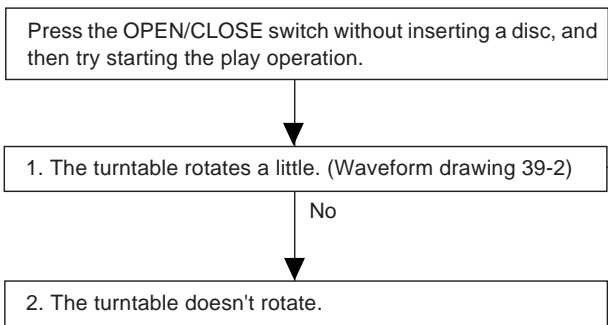 Press the OPEN/CLOSE switch without inserting a disc, and
then try starting the play operation.
1. The turntable rotates a little. (Waveform drawing 39-2)
No
2. The turntable doesn't rotate.